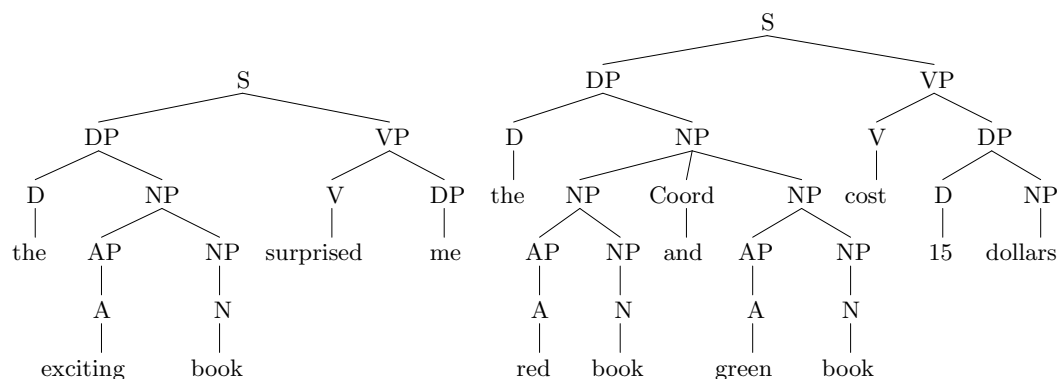 S
DP VP
D NP V DP
the AP NP surprised me
A N
exciting book
S
DP VP
D NP V DP
the NP Coord NP cost D NP
AP NP and AP NP 15 dollars
A N A N
red book green book